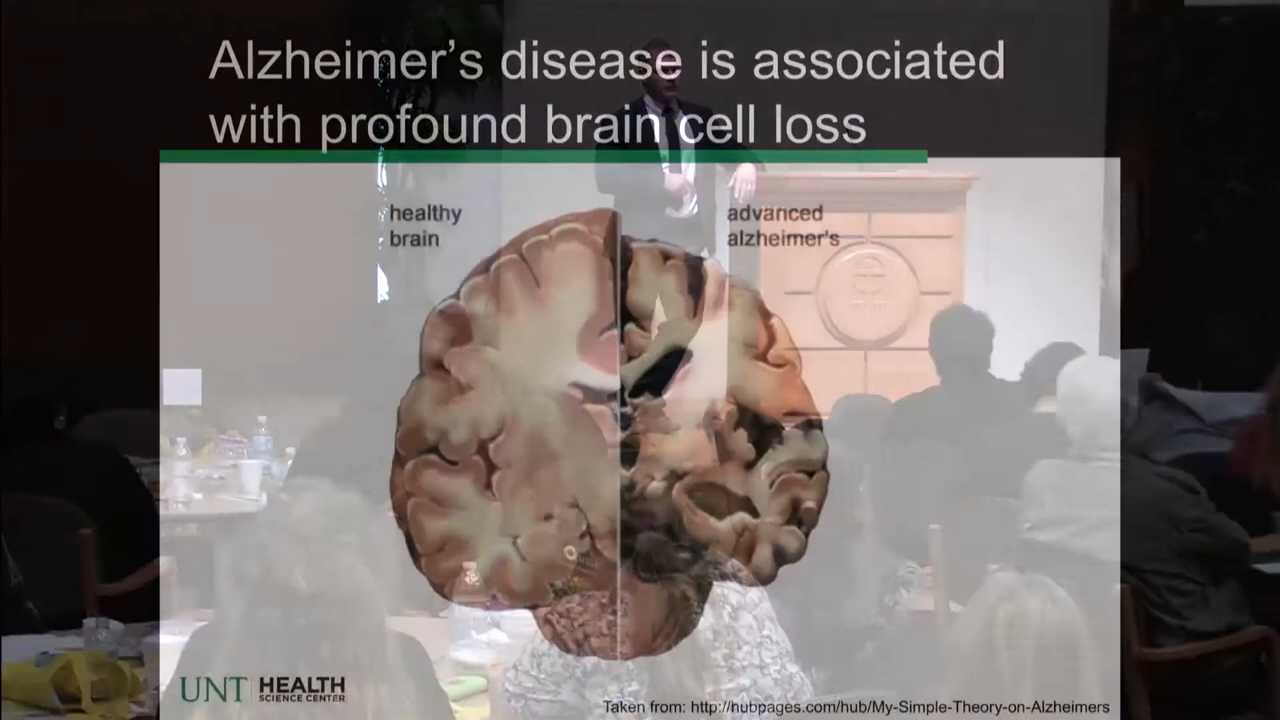 Alzheimer's disease is associated
with profound brain cell loss
healthy
brain
advanced
alzheimer's
UNT HEALTH
SCIENCE CENTER
Taken from: http://hubpages.com/hub/My-Simple-Theory-on-Alzheimers